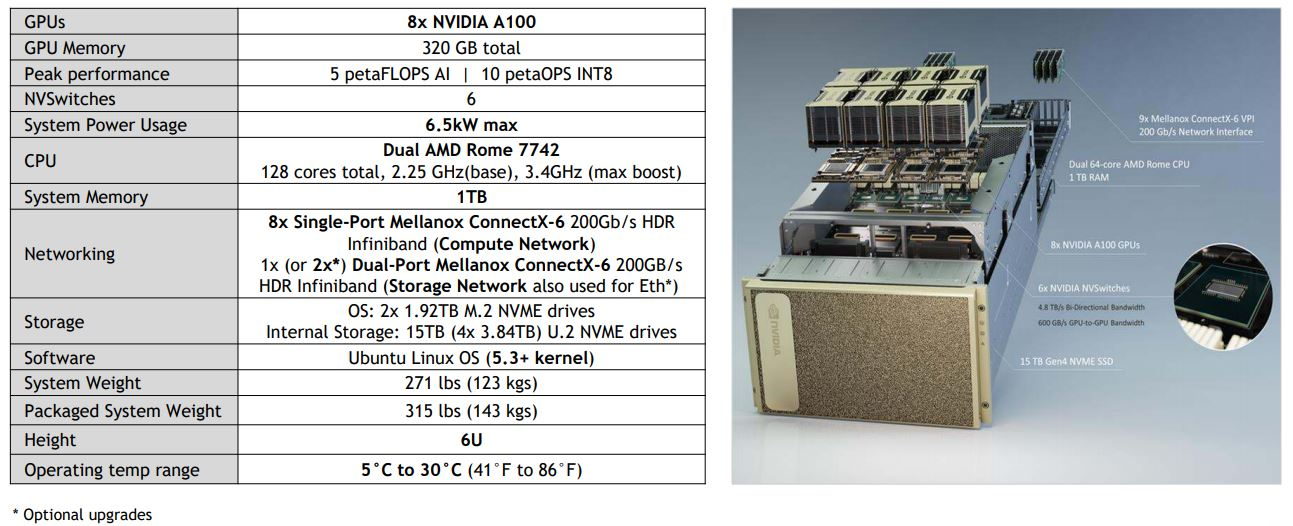 GPUs
8x NVIDIA A100
GPU Memory
320 GB total
Peak performance
5 petaFLOPS AI | 10 petaOPS INT8
NVSwitches
6
System Power Usage
6.5kW max
CPU
Dual AMD Rome 7742
128 cores total, 2.25 GHz(base), 3.4GHz (max boost)
System Memory
1TB
Networking
8x Single-Port Mellanox ConnectX-6 200Gb/s HDR
Infiniband (Compute Network)
1x (or 2x*) Dual-Port Mellanox ConnectX-6 200GB/s
HDR Infiniband (Storage Network also used for Eth*)
Storage
OS: 2x 1.92TB M.2 NVME drives
Internal Storage: 15TB (4x 3.84TB) U.2 NVME drives
Software
Ubuntu Linux OS (5.3+ kernel)
System Weight
271 lbs (123 kgs)
Packaged System Weight
315 lbs (143 kgs)
Height
6U
Operating temp range
5°C to 30°C (41°F to 86°F)
* Optional upgrades
9x Mellanox ConnectX-6 VPI
200 Gb/s Network Interface
Dual 64-core AMD Rome CPU
1 TB RAM
8x NVIDIA A100 GPUs
6x NVIDIA NVSwitches
4.8 TB/s Bi-Directional Bandwidth
600 GB/s GPU-to-GPU Bandwidth
15 TB Gen4 NVME SSD
NVIDIA